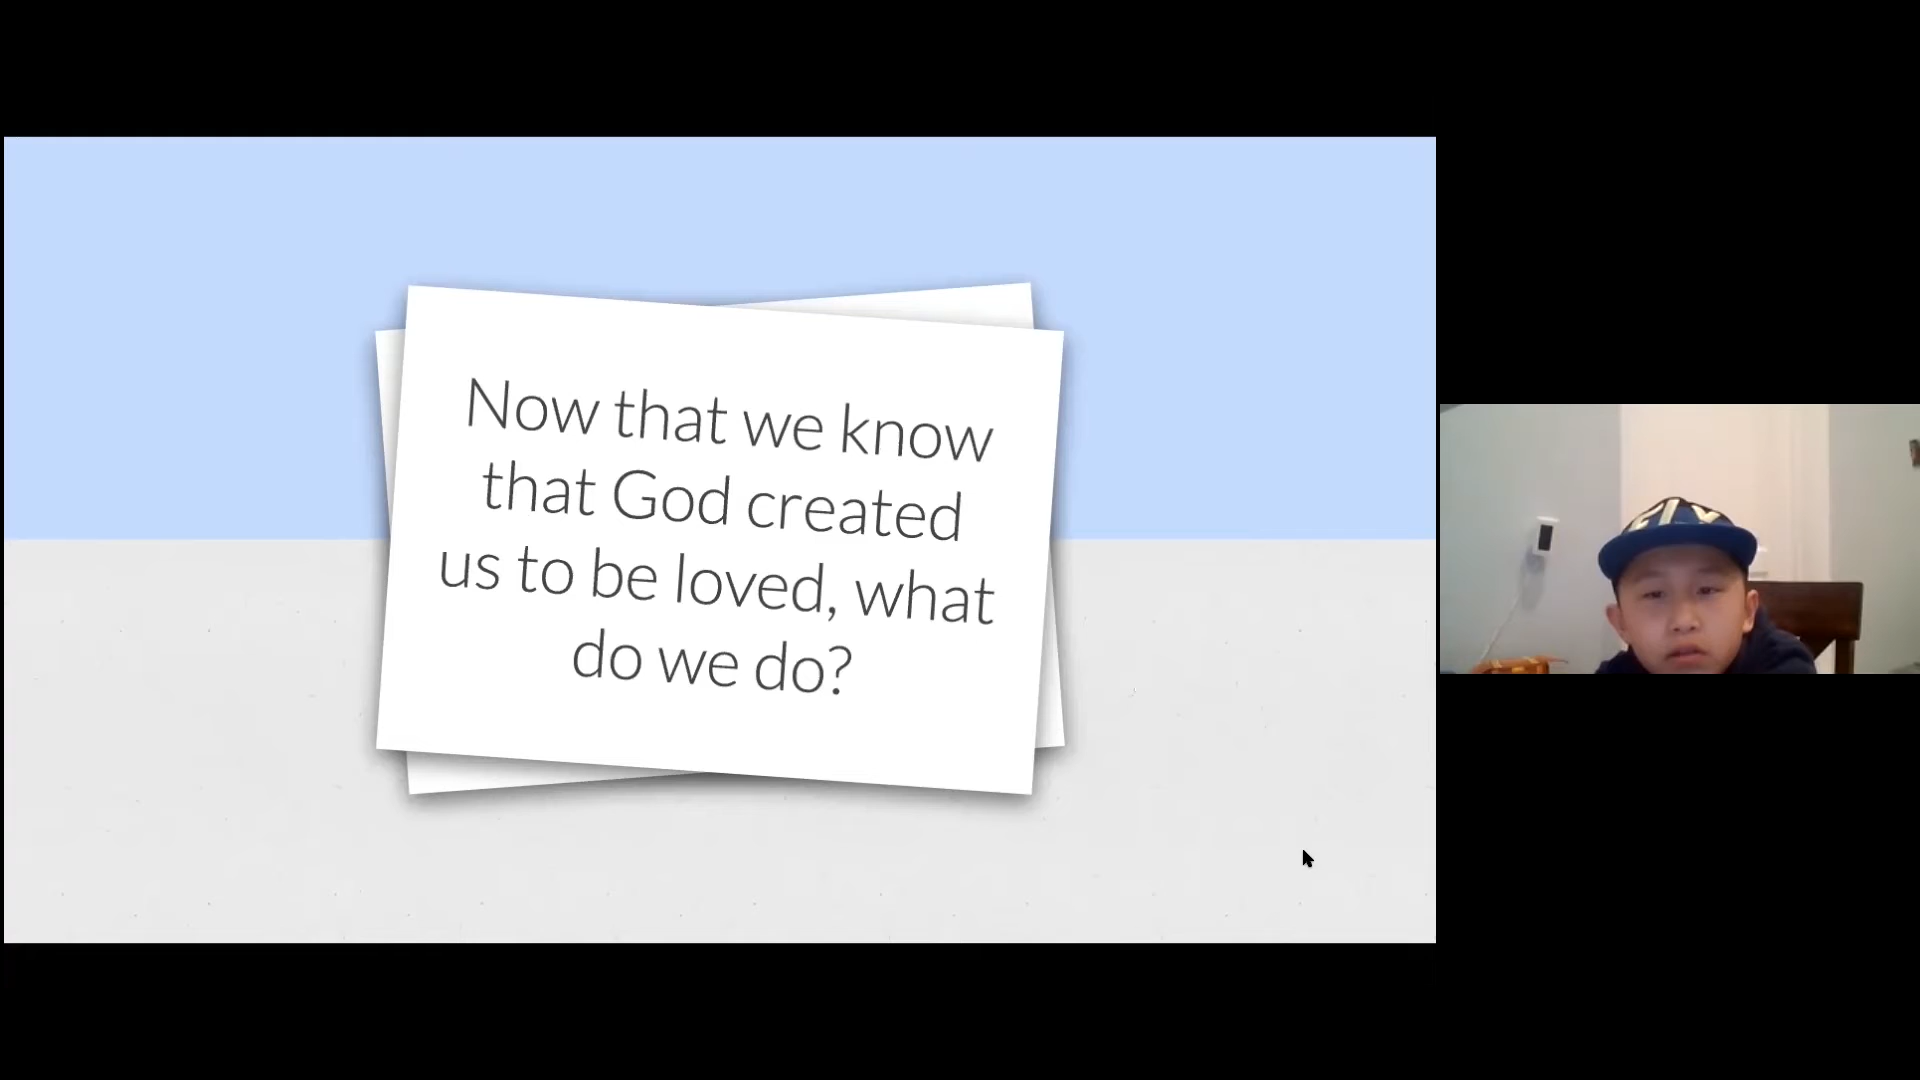 Now that we know
that God created
us to be loved, what
do we do?